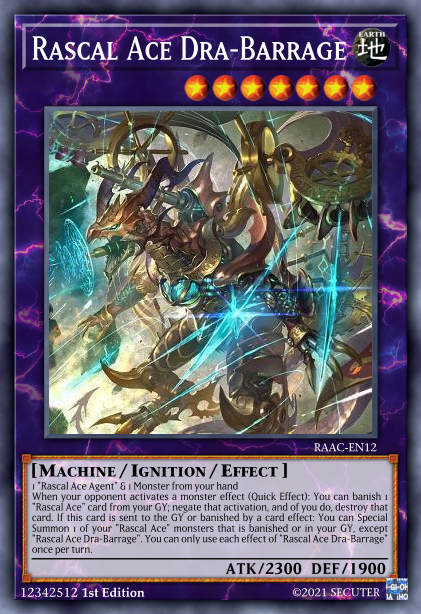 RASCAL ACE DRA-BARRAGE
EARTH
地
RAAC-EN12
[MACHINE / IGNITION / EFFECT ]
1 "Rascal Ace Agent" & 1 Monster from your hand
When your opponent activates a monster effect (Quick Effect): You can banish 1
"Rascal Ace" card from your GY; negate that activation, and of you do, destroy that
card. If this card is sent to the GY or banished by a card effect: You can Special
Summon 1 of your "Rascal Ace" monsters that is banished or in your GY, except
"Rascal Ace Dra-Barrage". You can only use each effect of "Rascal Ace Dra-Barrage"
once per turn.
ATK/2300 DEF/1900
12342512 1st Edition
©2021 SECUTER